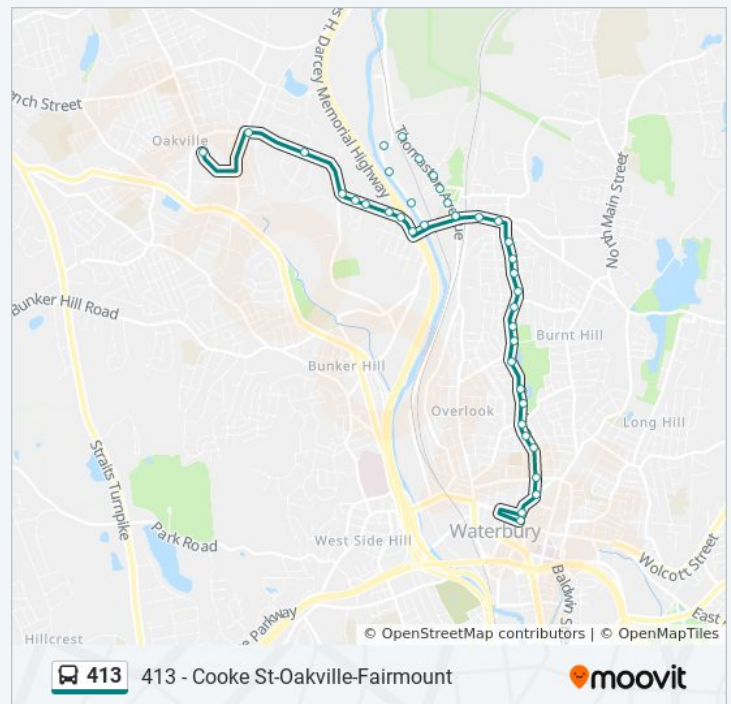 nch Street
Oakville
s H. Darcey Memorial Highway
Thomaston Avenue
North Main Street
Bunker Hill Road
Burnt Hill
Bunker Hill
Overlook
Long Hill
Straits Turnpike
Waterbury
Park Road
West Side Hill
Wolcott Street
Baldwin S
e Parkway
East M
Hillcrest
© OpenStreetMap contributors | © OpenMapTiles
413 413 - Cooke St-Oakville-Fairmount moovit